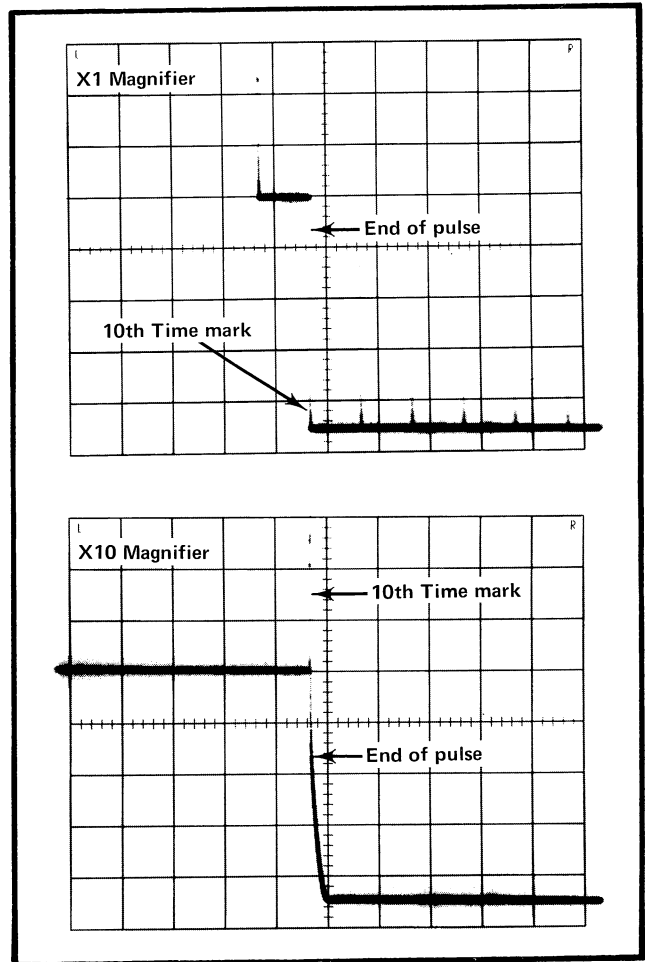 L R
X1 Magnifier
End of pulse
10th Time mark
L R
X10 Magnifier
10th Time mark
End of pulse